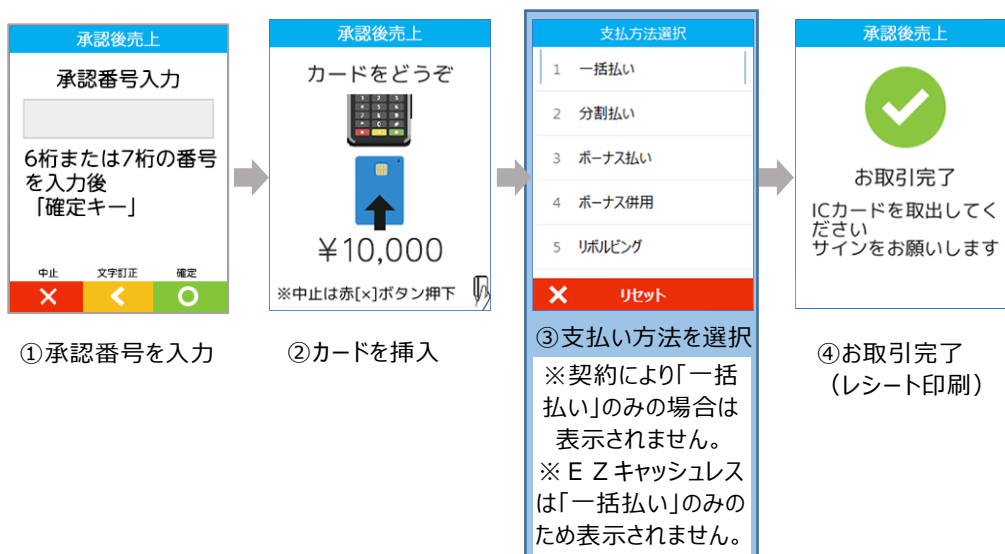 承認後売上
承認番号入力
6桁または7桁の番号
を入力後
「確定キー」
中止 文字訂正 確定
①承認番号を入力
承認後売上
カードをどうぞ
¥10,000
※中止は赤[×]ボタン押下
②カードを挿入
支払方法選択
1 一括払い
2 分割払い
3 ボーナス払い
4 ボーナス併用
5 リボルビング
リセット
③支払い方法を選択
※契約により「一括
払い」のみの場合は
表示されません。
※ＥＺキャッシュレス
は「一括払い」のみの
ため表示されません。
承認後売上
お取引完了
ICカードを取出してく
ださい
サインをお願いします
④お取引完了
（レシート印刷）